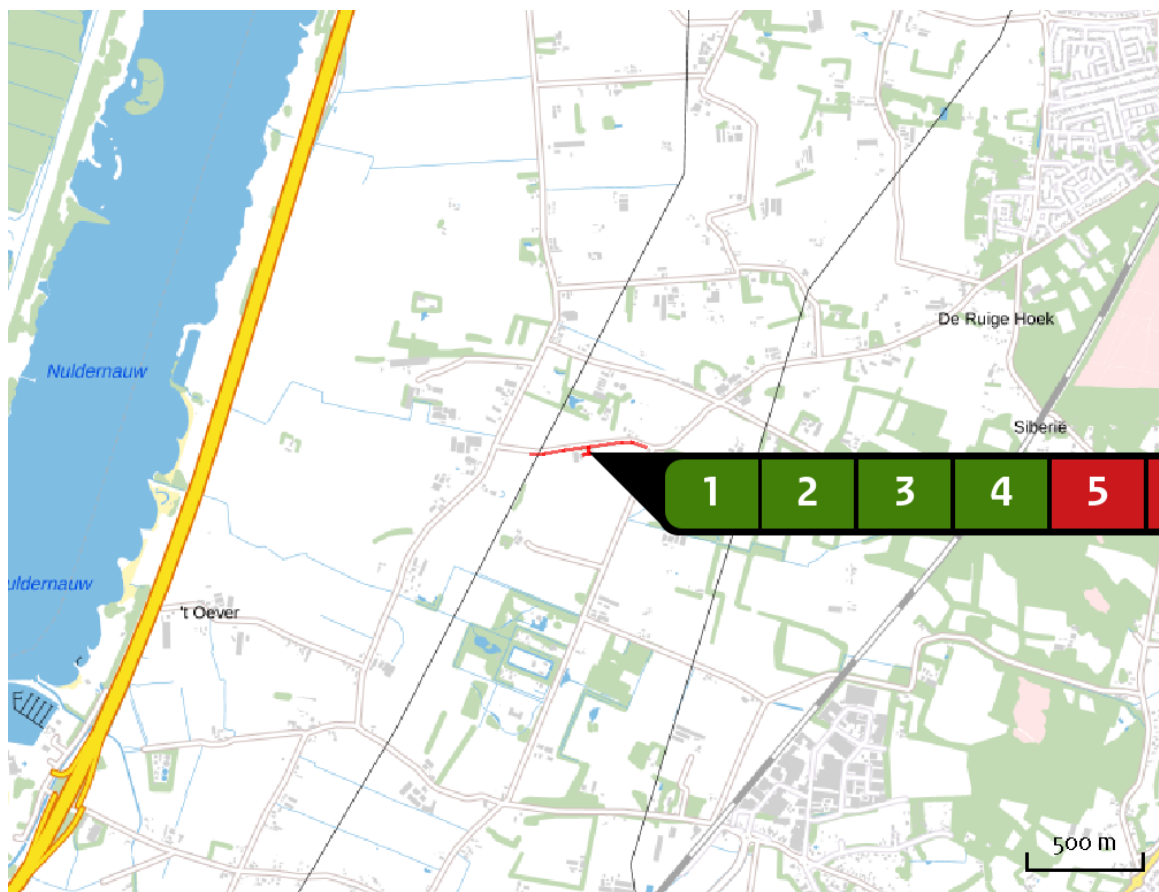 De Ruige Hoek
Nuldernauw
Siberië
1 2 3 4 5
uldernauw
't Oever
500 m